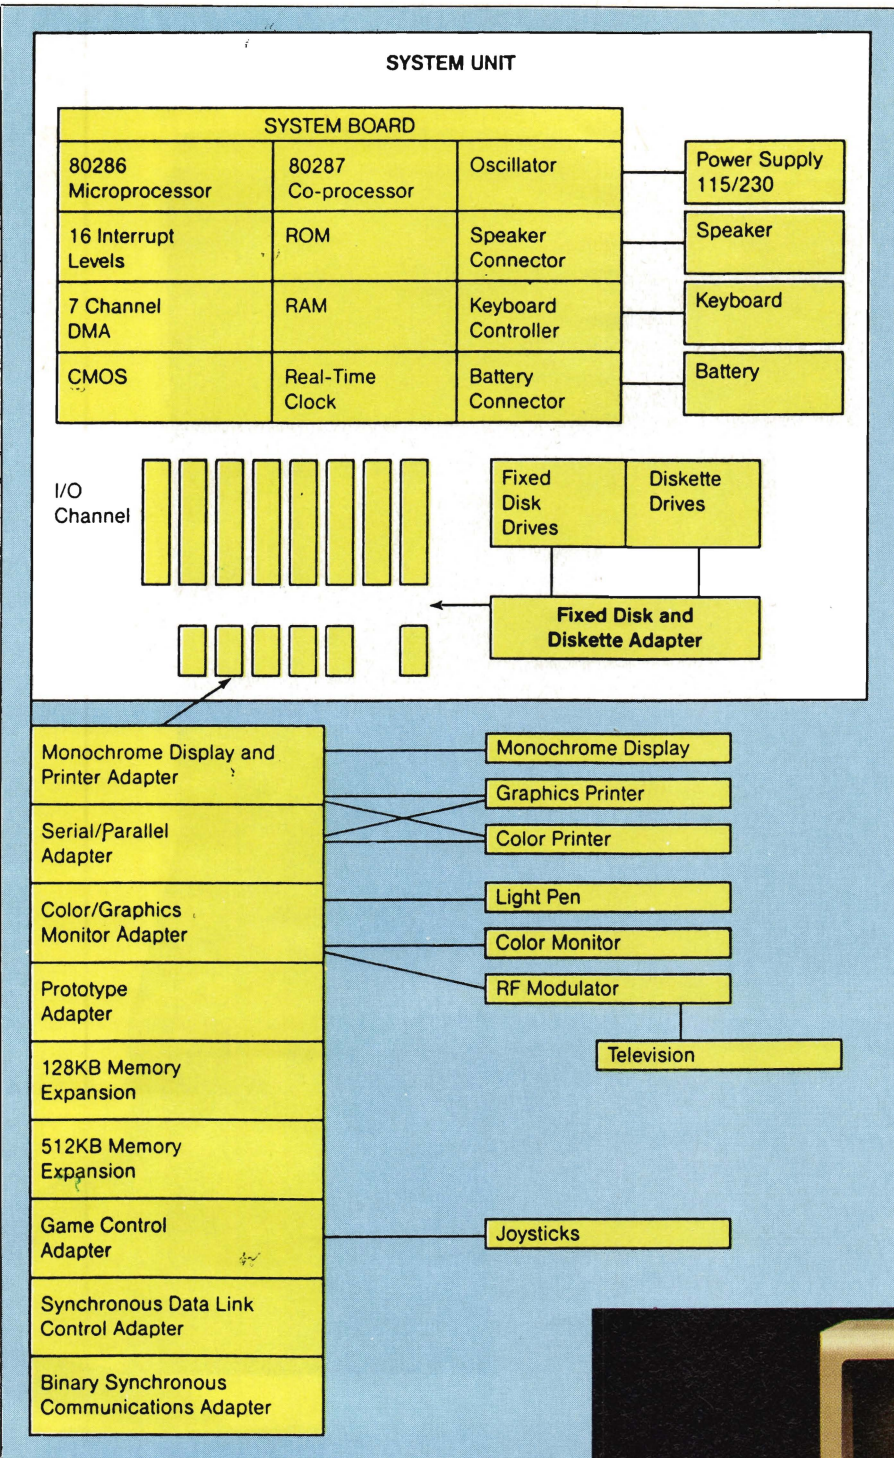 SYSTEM UNIT
SYSTEM BOARD
80286
Microprocessor
80287
Co-processor
Oscillator
Power Supply
115/230
16 Interrupt
Levels
ROM
Speaker
Connector
Speaker
7 Channel
DMA
RAM
Keyboard
Controller
Keyboard
CMOS
Real-Time
Clock
Battery
Connector
Battery
I/O
Channel
Fixed
Disk
Drives
Diskette
Drives
Fixed Disk and
Diskette Adapter
Monochrome Display and
Printer Adapter
Monochrome Display
Graphics Printer
Serial/Parallel
Adapter
Color Printer
Color/Graphics
Monitor Adapter
Light Pen
Color Monitor
Prototype
Adapter
RF Modulator
Television
128KB Memory
Expansion
512KB Memory
Expansion
Game Control
Adapter
Joysticks
Synchronous Data Link
Control Adapter
Binary Synchronous
Communications Adapter